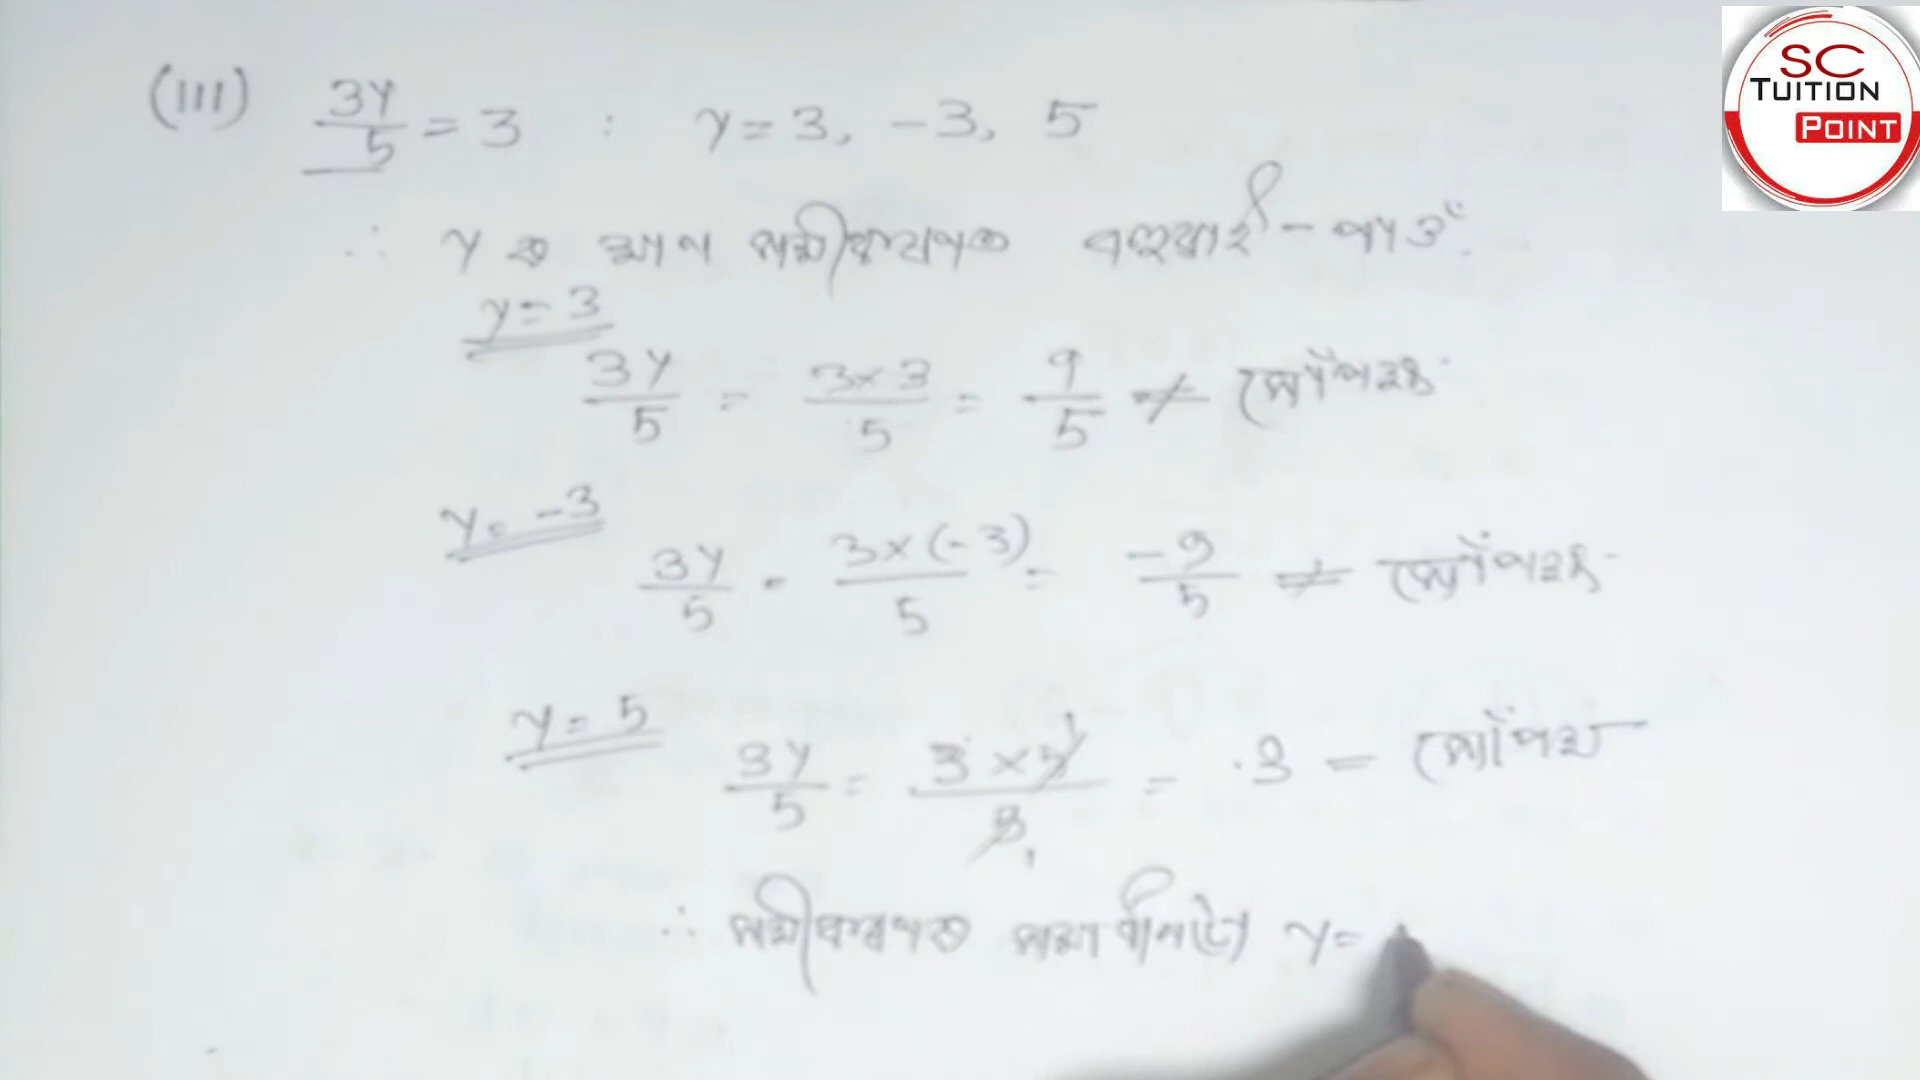 SC
TUITION
POINT
(III) 3y/5 = 3 : y = 3, -3, 5
∴ y ৰ মান সমীকৰণত বহুৱাই - পাওঁ
y = 3
3y/5 = 3×3/5 = 9/5 ≠ সোঁপক্ষ
y = -3
3y/5 = 3×(-3)/5 = -9/5 ≠ সোঁপক্ষ
y = 5
3y/5 = 3×5/5 = 3 = সোঁপক্ষ
∴ সমীকৰণৰ সমাধানটো y =